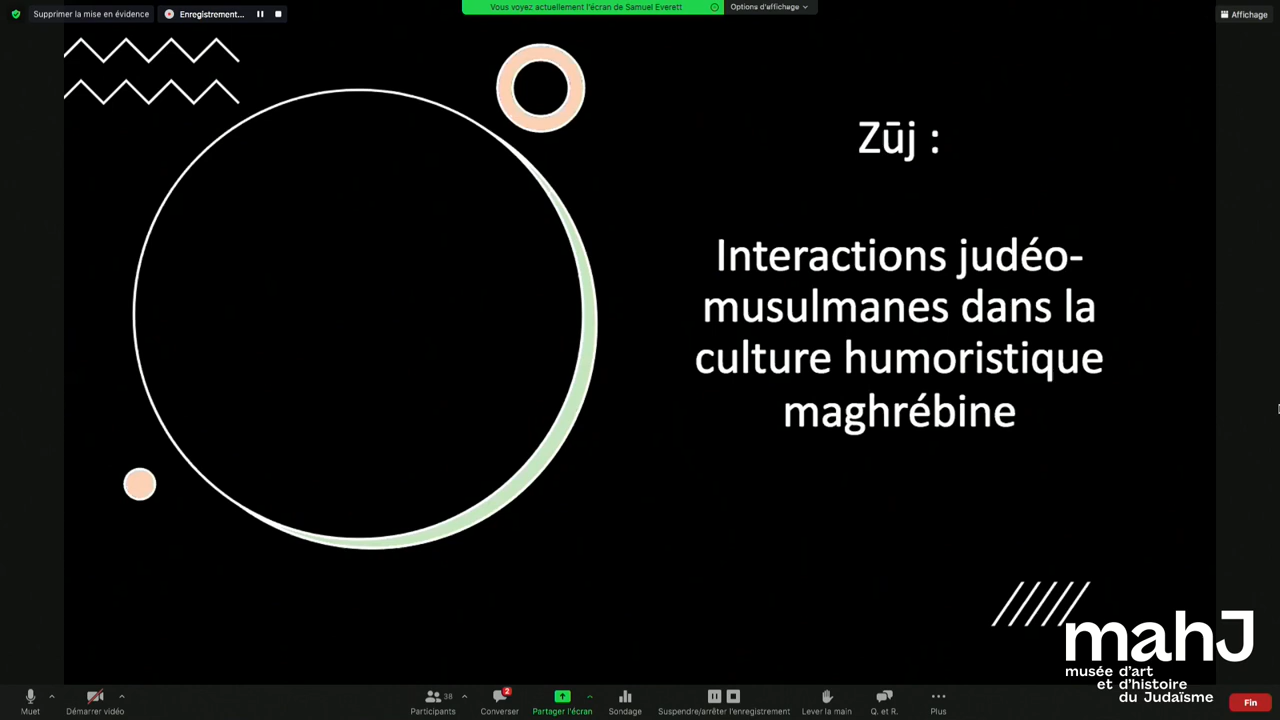 Supprimer la mise en évidence
Enregistrement...
Vous voyez actuellement l'écran de Samuel Everett
Options d'affichage
Affichage
Zūj :
Interactions judéo-
musulmanes dans la
culture humoristique
maghrébine
mahJ
musée d'art
et d'histoire
du Judaïsme
Muet
Démarrer vidéo
Participants
38
Converser
2
Partager l'écran
Sondage
Suspendre/arrêter l'enregistrement
Lever la main
Q. et R.
Plus
Fin